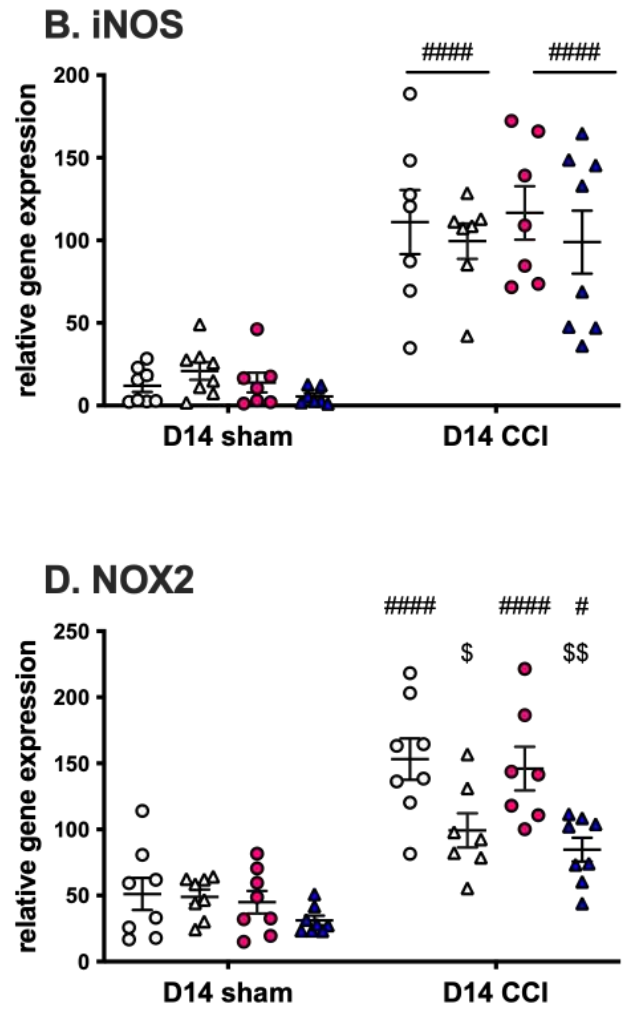 B. iNOS
#### ####
200
150
100
50
0
relative gene expression
D14 sham D14 CCI
D. NOX2
#### #### #
$ $$
250
200
150
100
50
0
relative gene expression
D14 sham D14 CCI